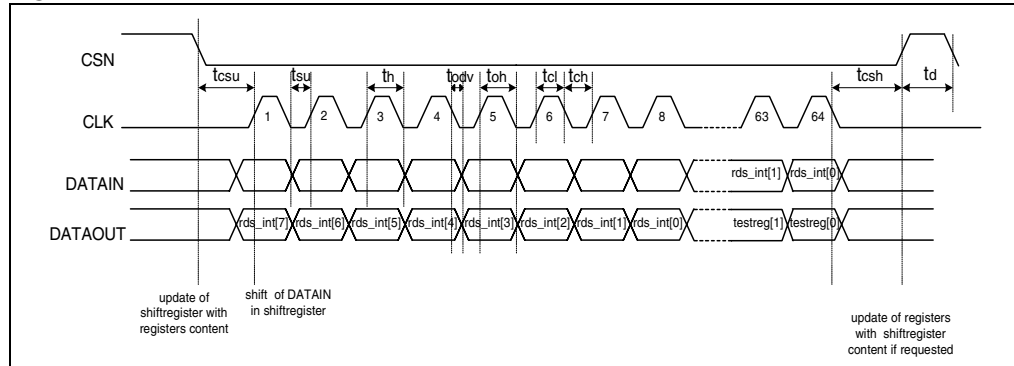 CSN
tcsu
tsu
th
todv
toh
tcl
tch
tcsh
td
CLK
1
2
3
4
5
6
7
8
63
64
DATAIN
rds_int[1]
rds_int[0]
DATAOUT
rds_int[7]
rds_int[6]
rds_int[5]
rds_int[4]
rds_int[3]
rds_int[2]
rds_int[1]
rds_int[0]
testreg[1]
testreg[0]
update of
shiftregister with
registers content
shift of DATAIN
in shiftregister
update of registers
with shiftregister
content if requested